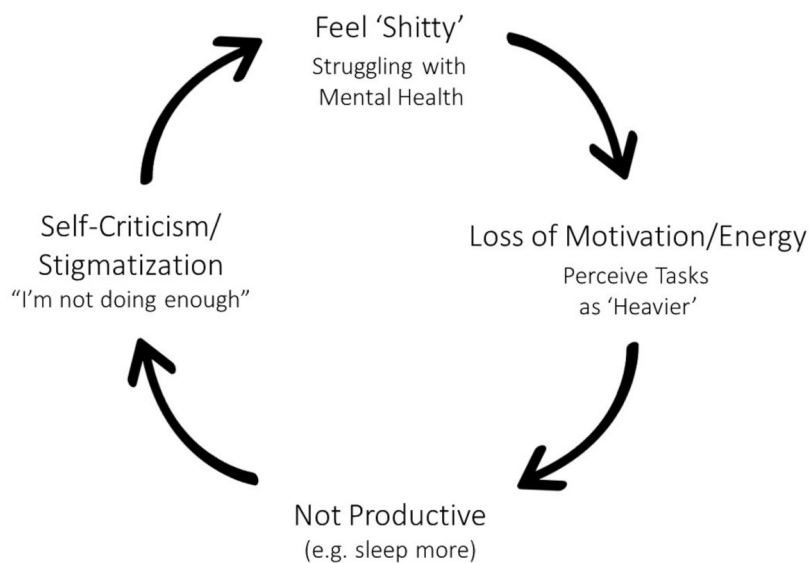 Feel ‘Shitty’
Struggling with
Mental Health
Loss of Motivation/Energy
Perceive Tasks
as ‘Heavier’
Not Productive
(e.g. sleep more)
Self-Criticism/
Stigmatization
“I’m not doing enough”